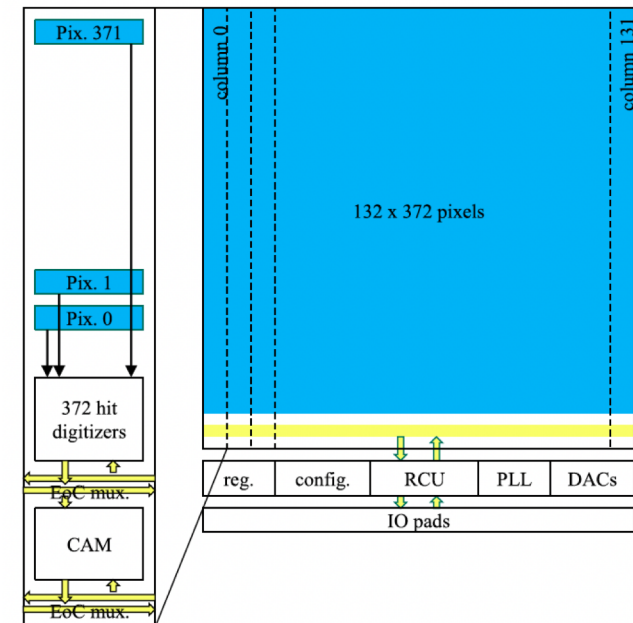 Pix. 371
Pix. 1
Pix. 0
372 hit
digitizers
EoC mux.
CAM
EoC mux.
column 0
column 131
132 x 372 pixels
reg.
config.
RCU
PLL
DACs
IO pads